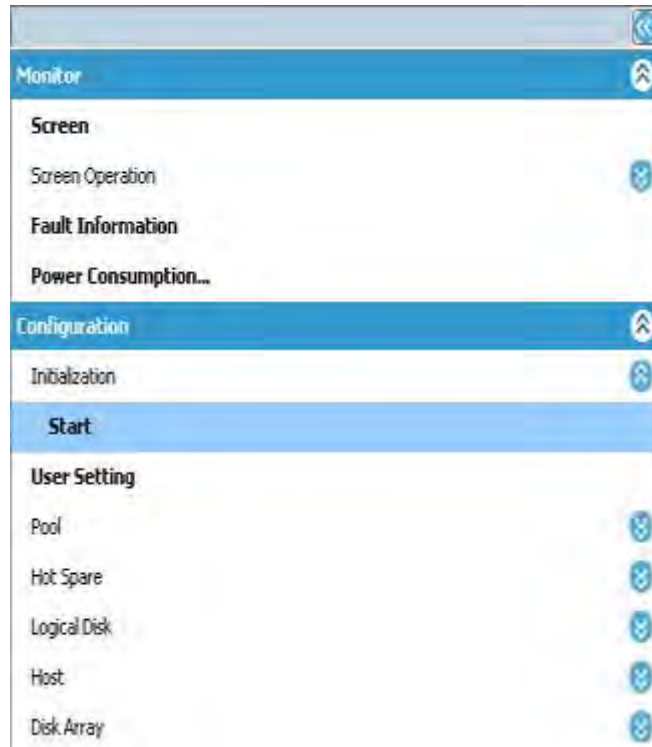 Monitor
Screen
Screen Operation
Fault Information
Power Consumption...
Configuration
Initialization
Start
User Setting
Pool
Hot Spare
Logical Disk
Host
Disk Array